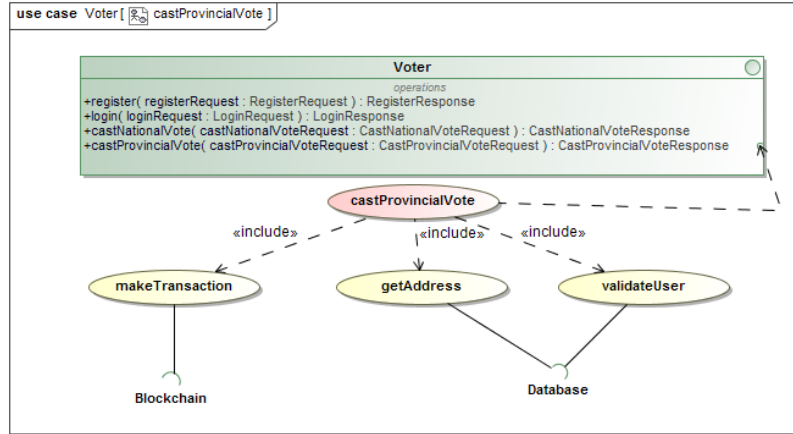 use case Voter [ castProvincialVote ]
Voter
operations
+register( registerRequest : RegisterRequest ) : RegisterResponse
+login( loginRequest : LoginRequest ) : LoginResponse
+castNationalVote( castNationalVoteRequest : CastNationalVoteRequest ) : CastNationalVoteResponse
+castProvincialVote( castProvincialVoteRequest : CastProvincialVoteRequest ) : CastProvincialVoteResponse
castProvincialVote
«include» «include» «include»
makeTransaction getAddress validateUser
Blockchain Database